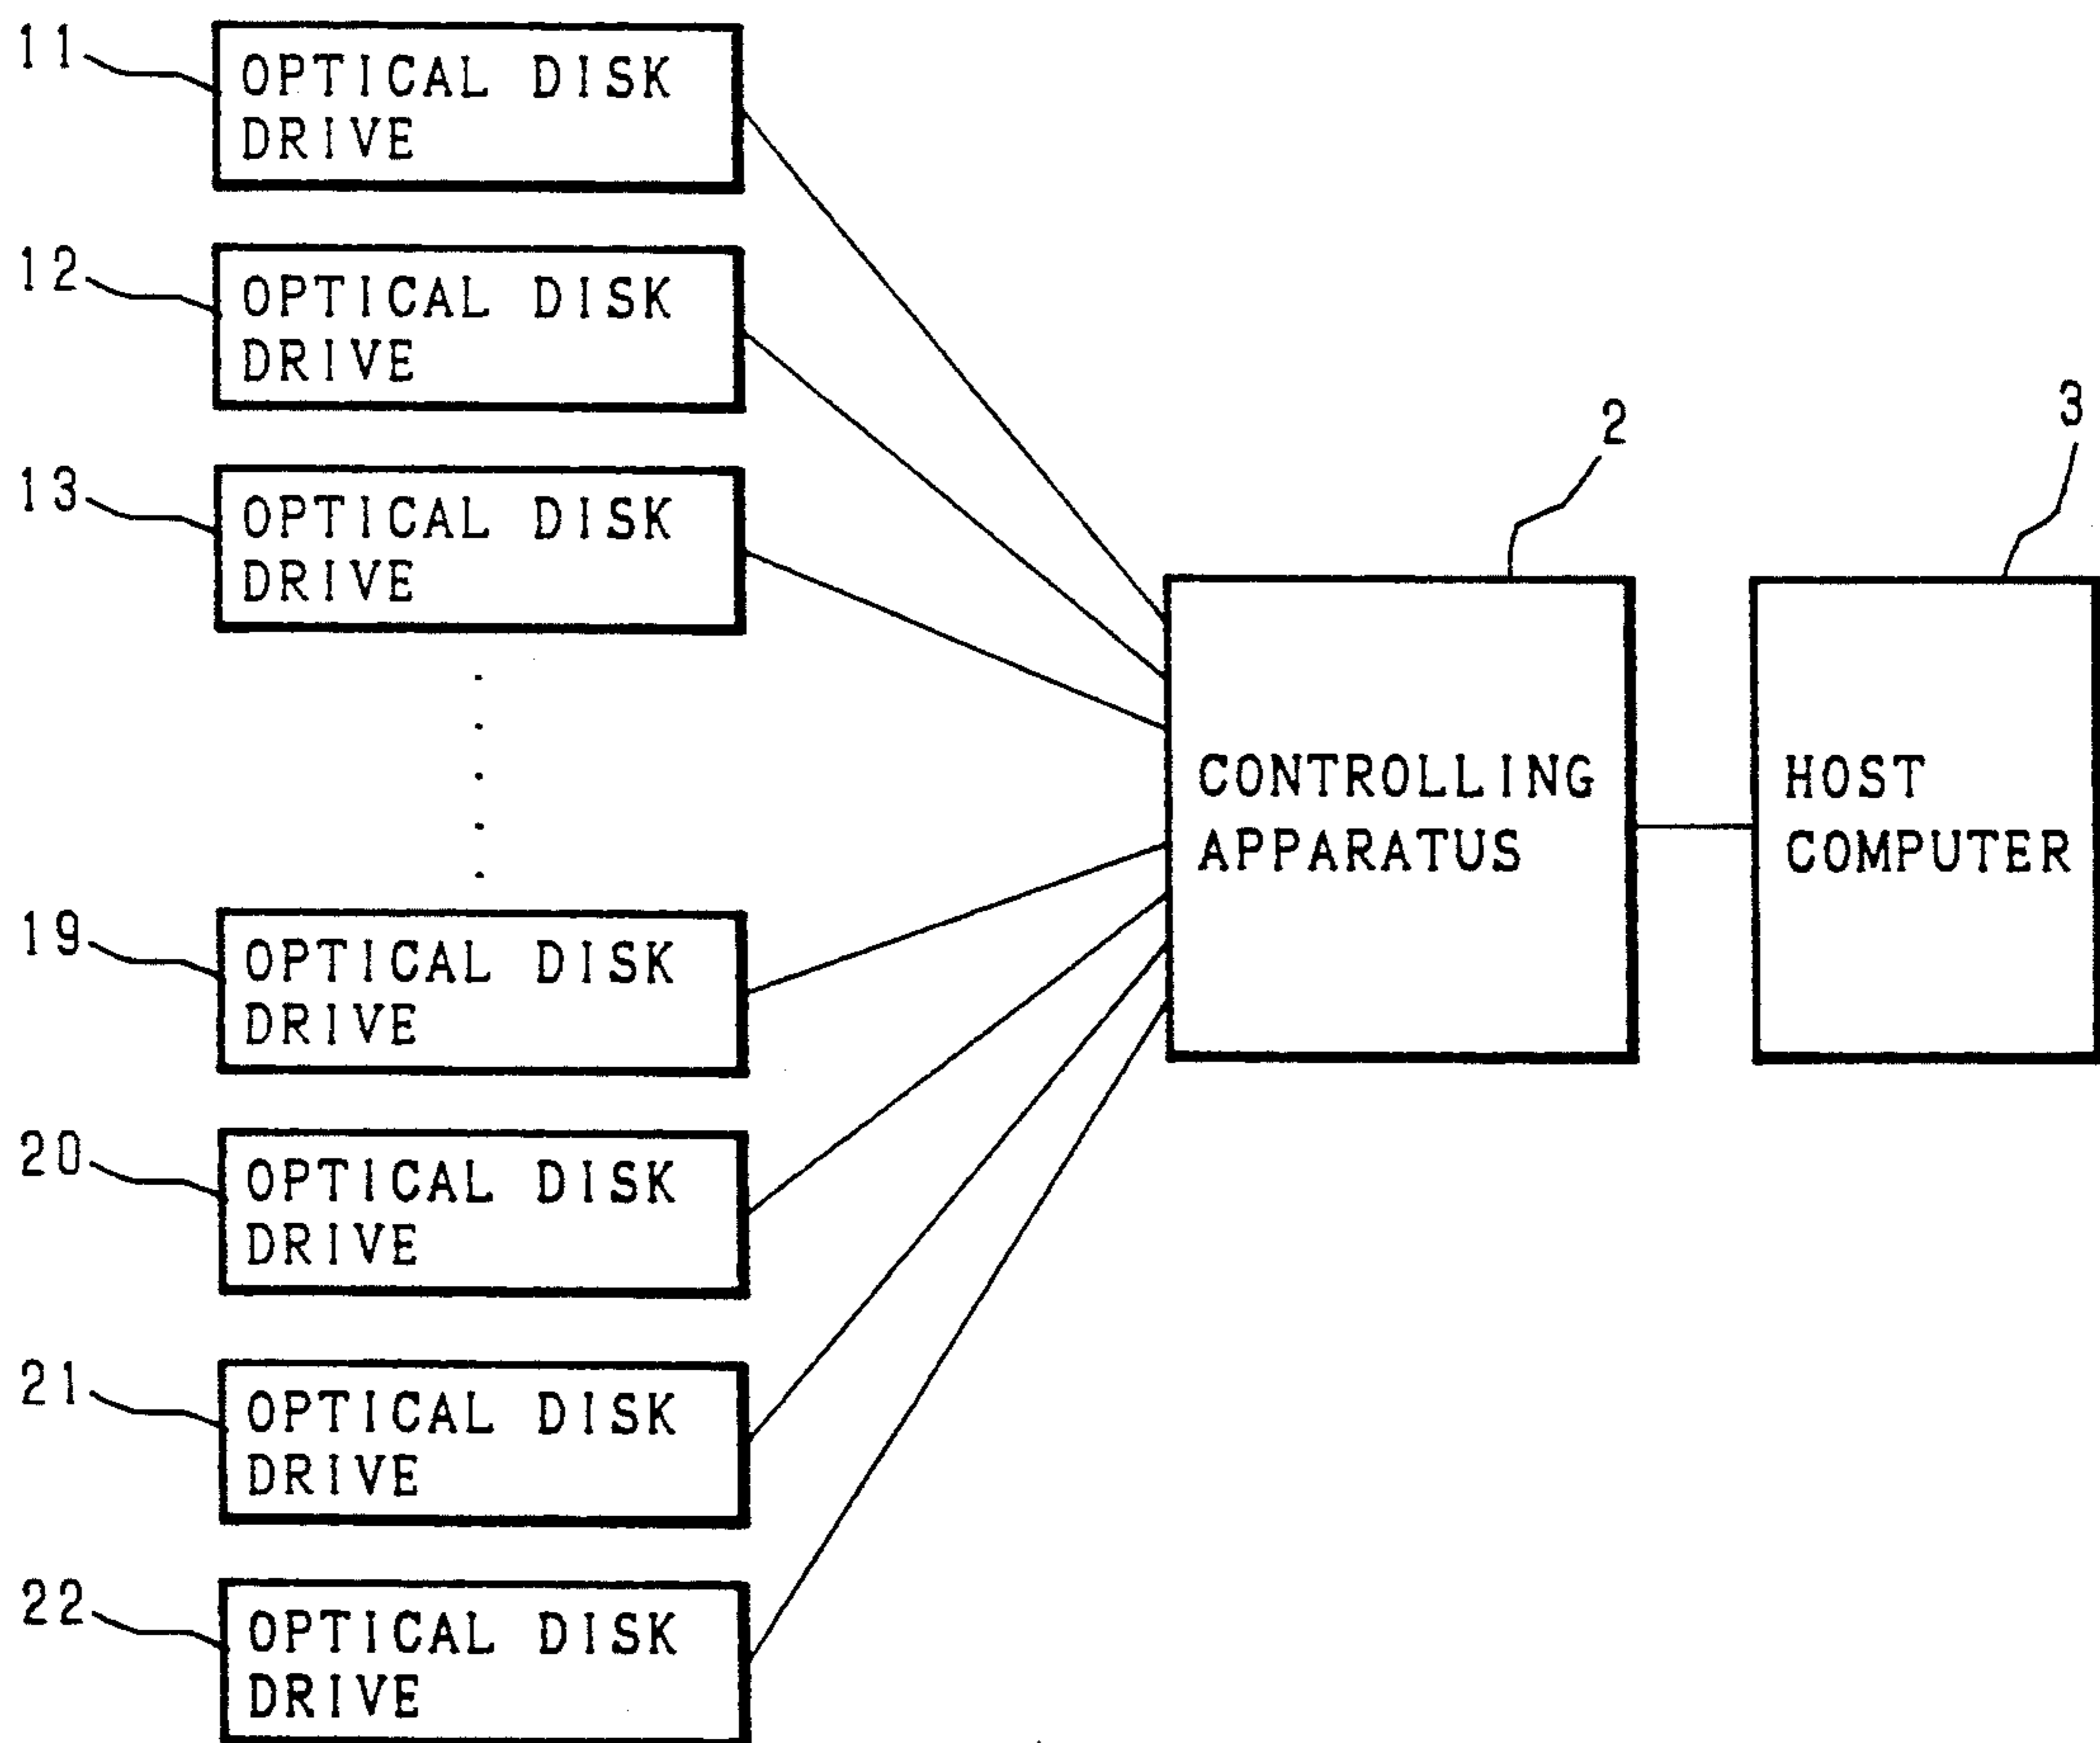 11
OPTICAL DISK
DRIVE
12
OPTICAL DISK
DRIVE
13
OPTICAL DISK
DRIVE
2
3
CONTROLLING
APPARATUS
HOST
COMPUTER
19
OPTICAL DISK
DRIVE
20
OPTICAL DISK
DRIVE
21
OPTICAL DISK
DRIVE
22
OPTICAL DISK
DRIVE